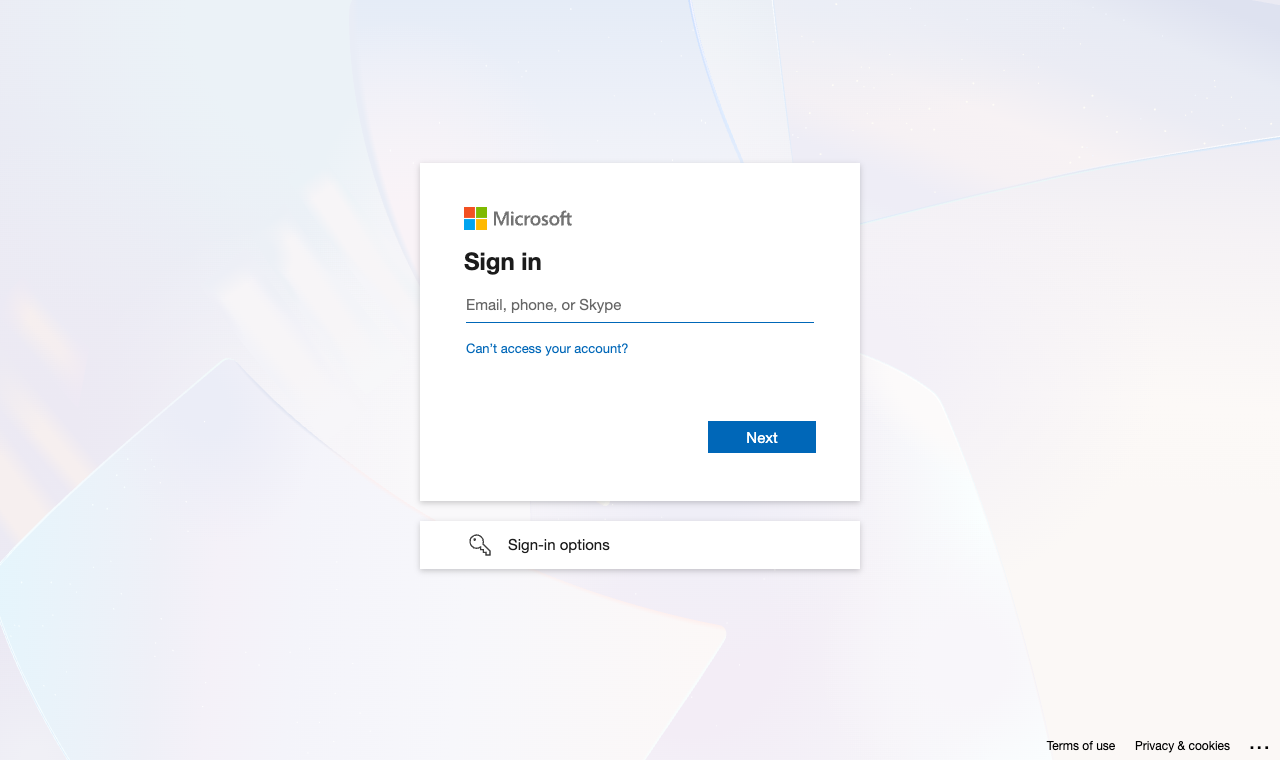 Microsoft
Sign in
Email, phone, or Skype
Can't access your account?
Next
Sign-in options
Terms of use
Privacy & cookies
...